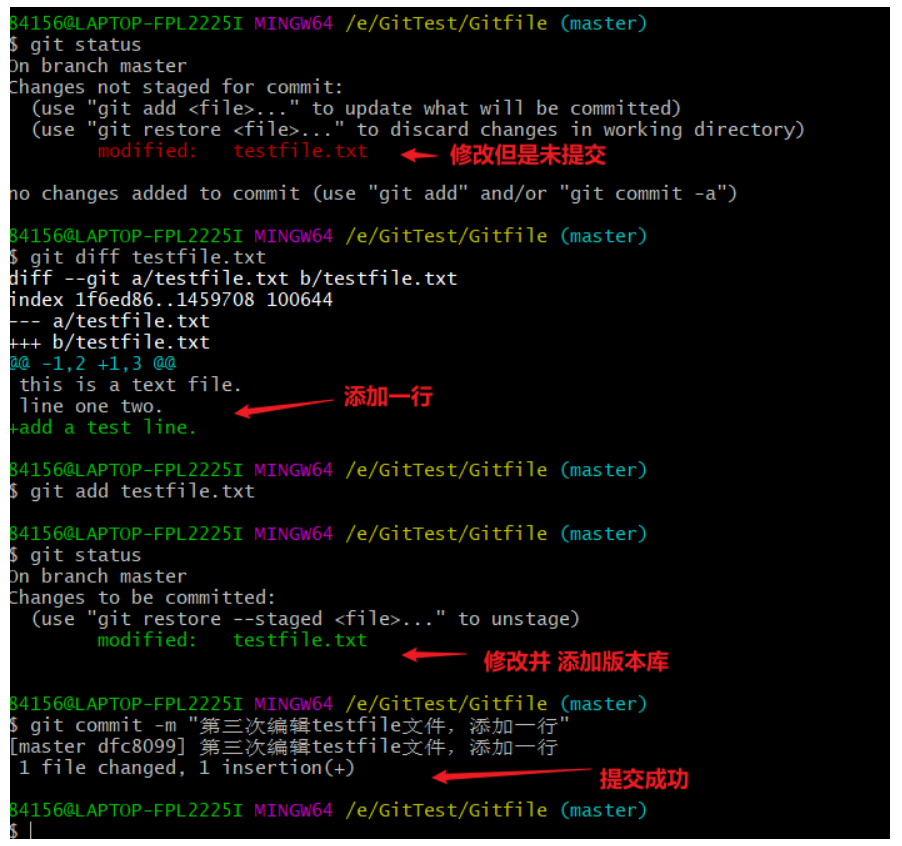 84156@LAPTOP-FPL2225I MINGW64 /e/GitTest/Gitfile (master)
$ git status
On branch master
Changes not staged for commit:
  (use "git add <file>..." to update what will be committed)
  (use "git restore <file>..." to discard changes in working directory)
        modified:   testfile.txt 修改但是未提交
no changes added to commit (use "git add" and/or "git commit -a")
84156@LAPTOP-FPL2225I MINGW64 /e/GitTest/Gitfile (master)
$ git diff testfile.txt
diff --git a/testfile.txt b/testfile.txt
index 1f6ed86..1459708 100644
--- a/testfile.txt
+++ b/testfile.txt
@@ -1,2 +1,3 @@
 this is a text file.
添加一行
 line one two.
+add a test line.
84156@LAPTOP-FPL2225I MINGW64 /e/GitTest/Gitfile (master)
$ git add testfile.txt
84156@LAPTOP-FPL2225I MINGW64 /e/GitTest/Gitfile (master)
$ git status
On branch master
Changes to be committed:
  (use "git restore --staged <file>..." to unstage)
        modified:   testfile.txt
修改并 添加版本库
84156@LAPTOP-FPL2225I MINGW64 /e/GitTest/Gitfile (master)
$ git commit -m "第三次编辑testfile文件，添加一行"
[master dfc8099] 第三次编辑testfile文件，添加一行
 1 file changed, 1 insertion(+)
提交成功
84156@LAPTOP-FPL2225I MINGW64 /e/GitTest/Gitfile (master)
$